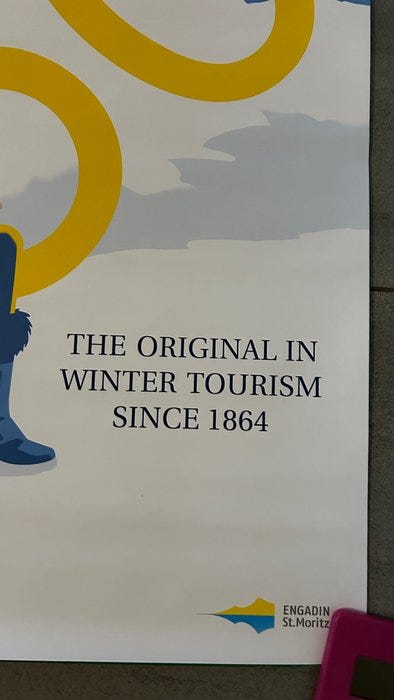 THE ORIGINAL IN
WINTER TOURISM
SINCE 1864
ENGADIN
St.Moritz